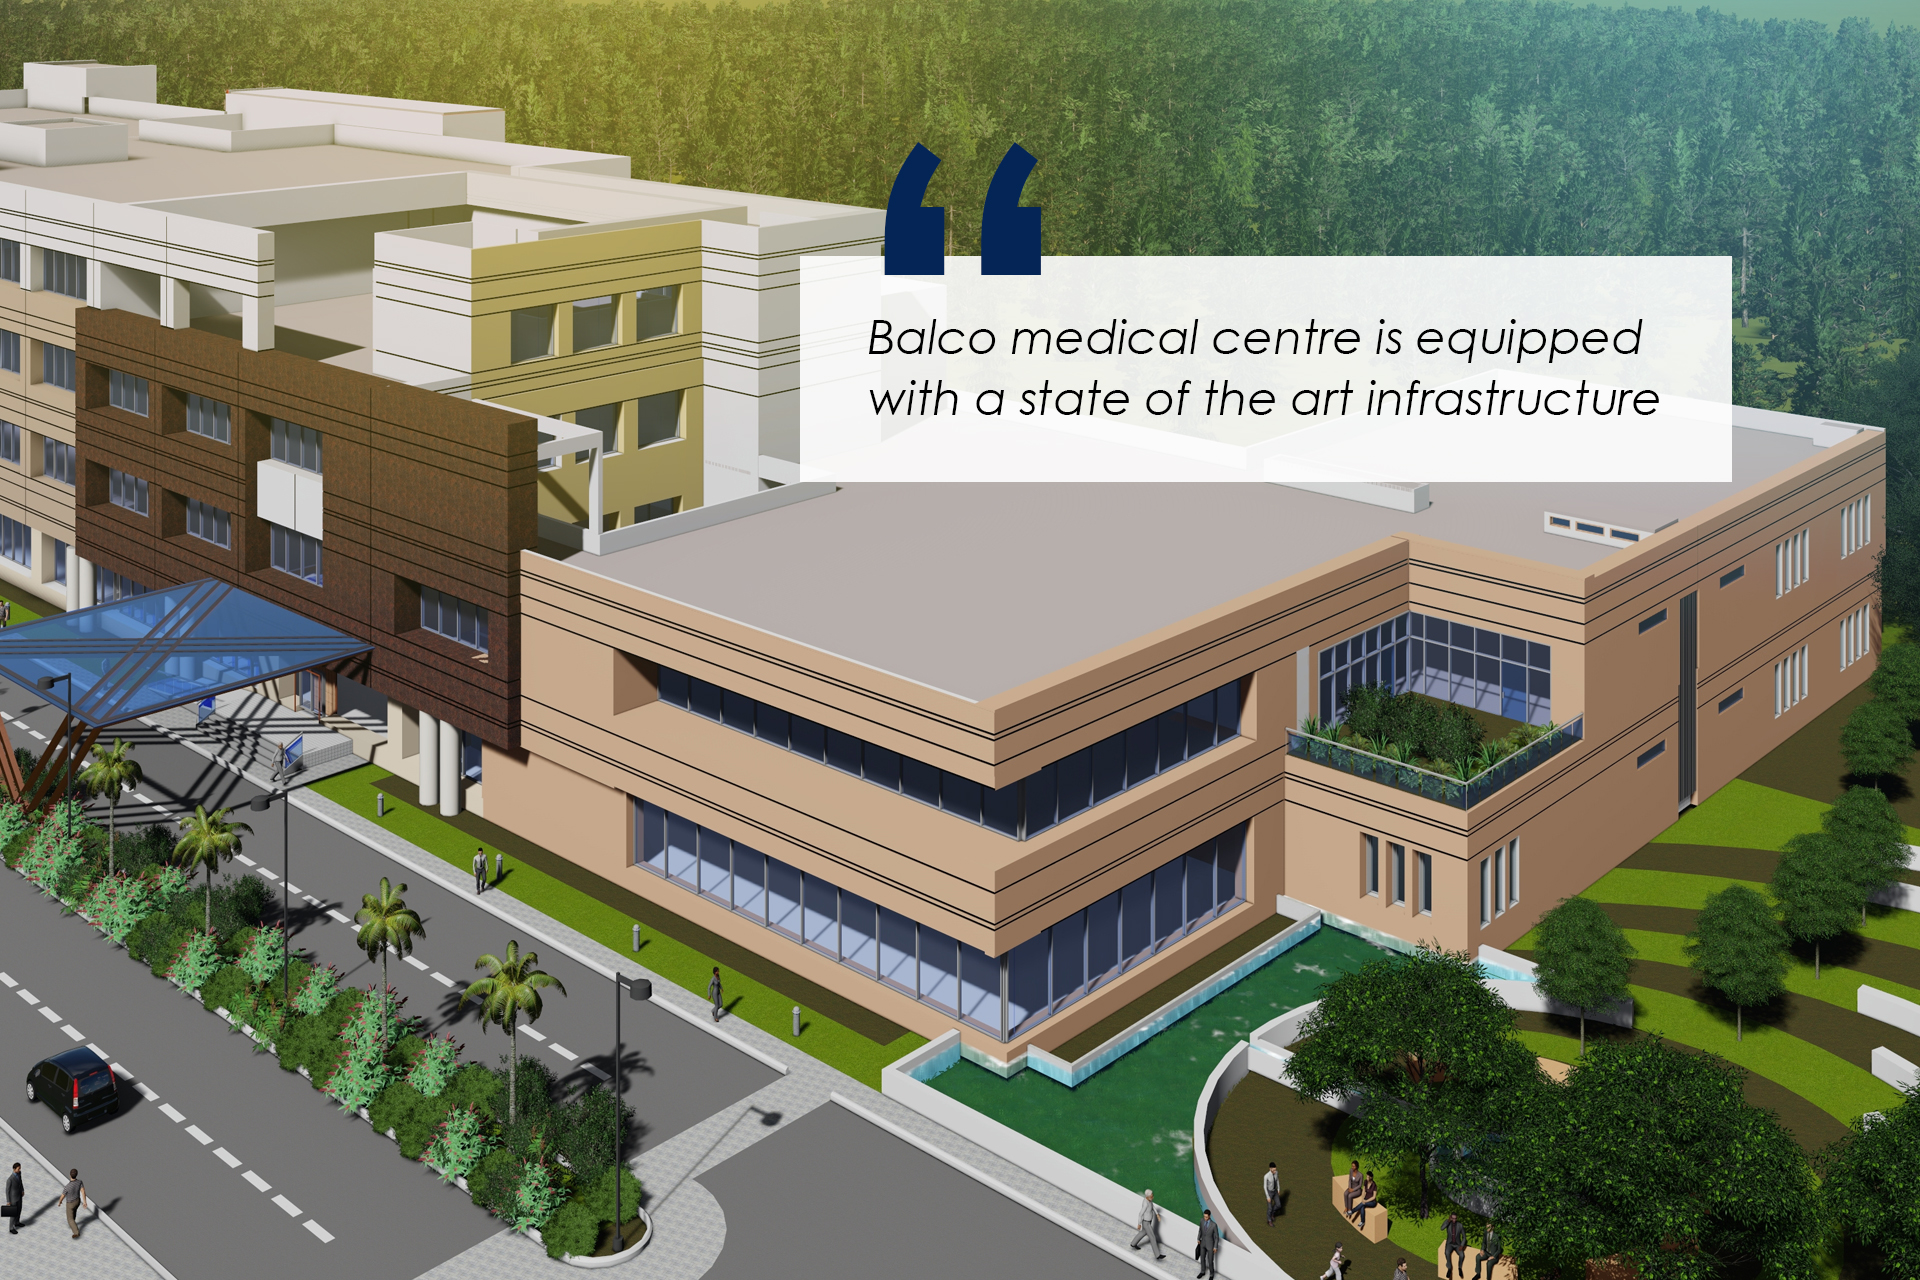 “
Balco medical centre is equipped
with a state of the art infrastructure